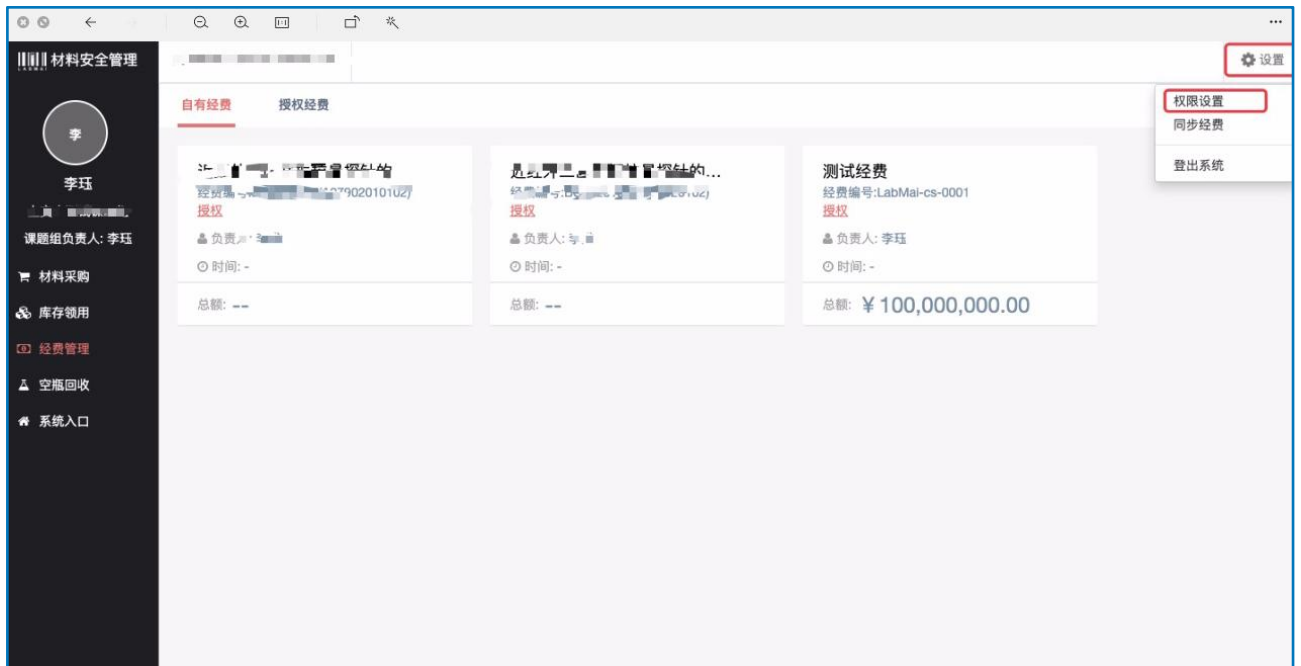 材料安全管理
LABMAI
设置
李
李珏
课题组负责人: 李珏
材料采购
库存领用
经费管理
空瓶回收
系统入口
自有经费 授权经费
权限设置
同步经费
登出系统
授权
时间: -
总额: --
授权
负责人:
时间: -
总额: --
测试经费
经费编号:LabMai-cs-0001
授权
负责人: 李珏
时间: -
总额: ¥ 100,000,000.00